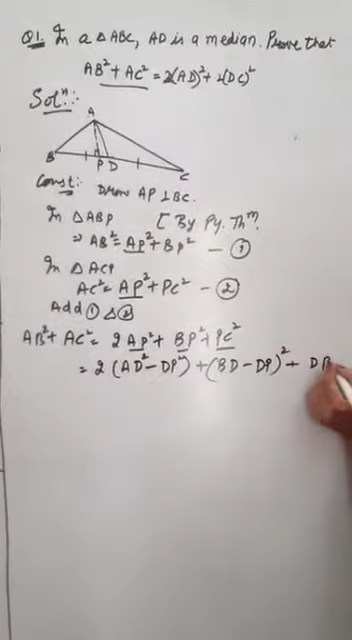 Q1. In a △ABC, AD is a median. Prove that
AB² + AC² = 2(AD)² + 2(DC)²
Solⁿ:
A
B P D C
Const: Draw AP ⊥ BC.
In △ABP [By Py. Thᵐ.
⇒ AB² = AP² + BP² — ①
In △ACP
AC² = AP² + PC² — ②
Add ① & ②
AB² + AC² = 2AP² + BP² + PC²
= 2(AD² - DP²) + (BD - DP)² + D